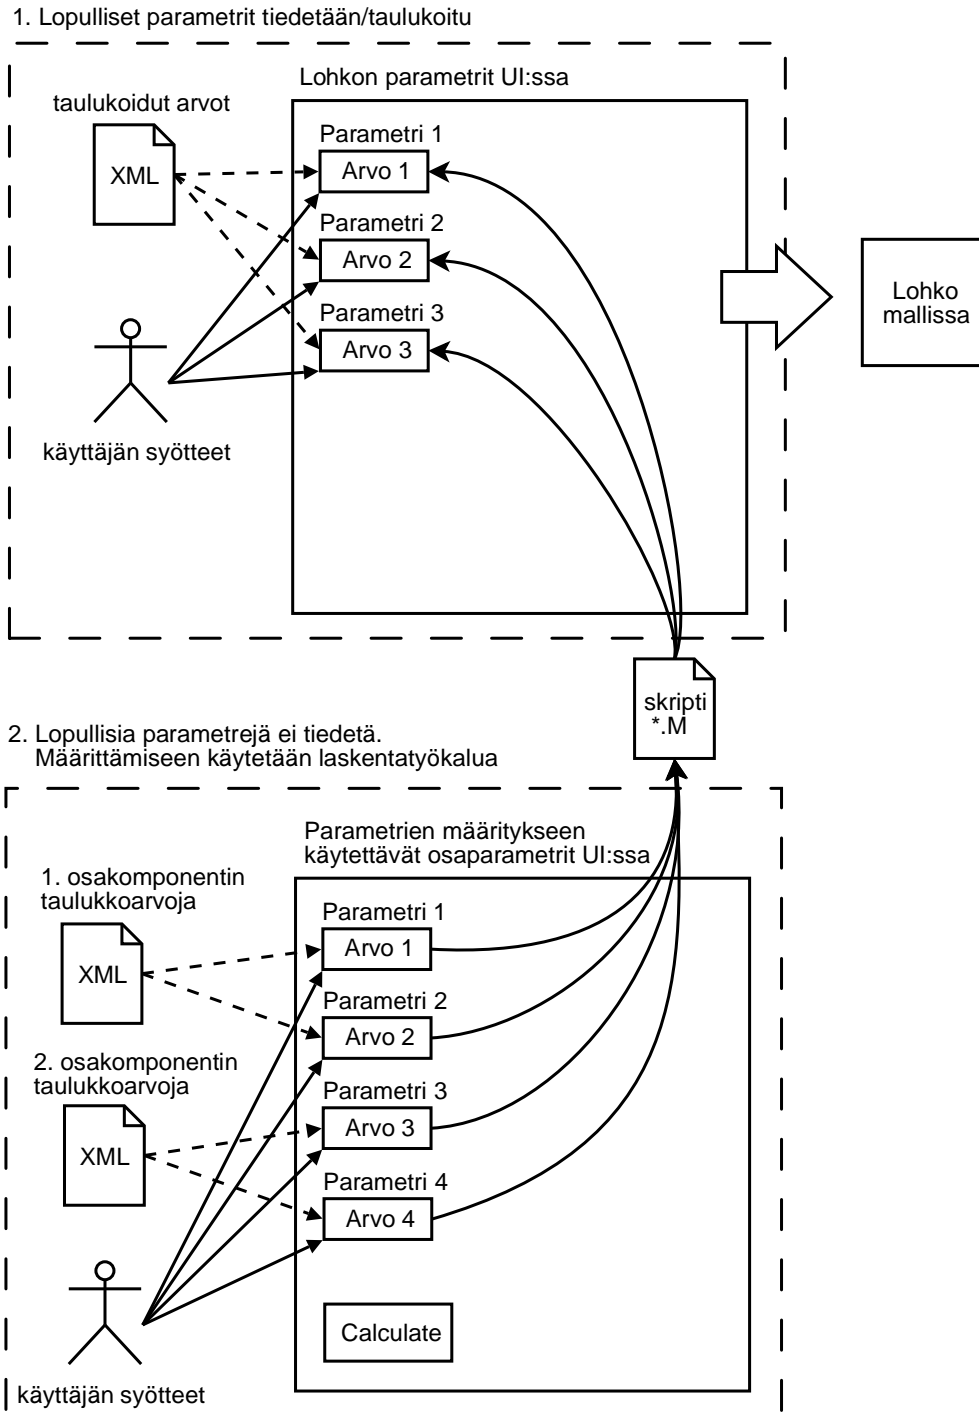 1. Lopulliset parametrit tiedetään/taulukoitu
Lohkon parametrit UI:ssa
taulukoidut arvot
XML
Parametri 1
Arvo 1
Parametri 2
Arvo 2
Parametri 3
Arvo 3
käyttäjän syötteet
Lohko
mallissa
skripti
*.M
2. Lopullisia parametrejä ei tiedetä.
Määrittämiseen käytetään laskentatyökalua
Parametrien määritykseen
käytettävät osaparametrit UI:ssa
1. osakomponentin
taulukkoarvoja
XML
Parametri 1
Arvo 1
Parametri 2
Arvo 2
2. osakomponentin
taulukkoarvoja
XML
Parametri 3
Arvo 3
Parametri 4
Arvo 4
Calculate
käyttäjän syötteet